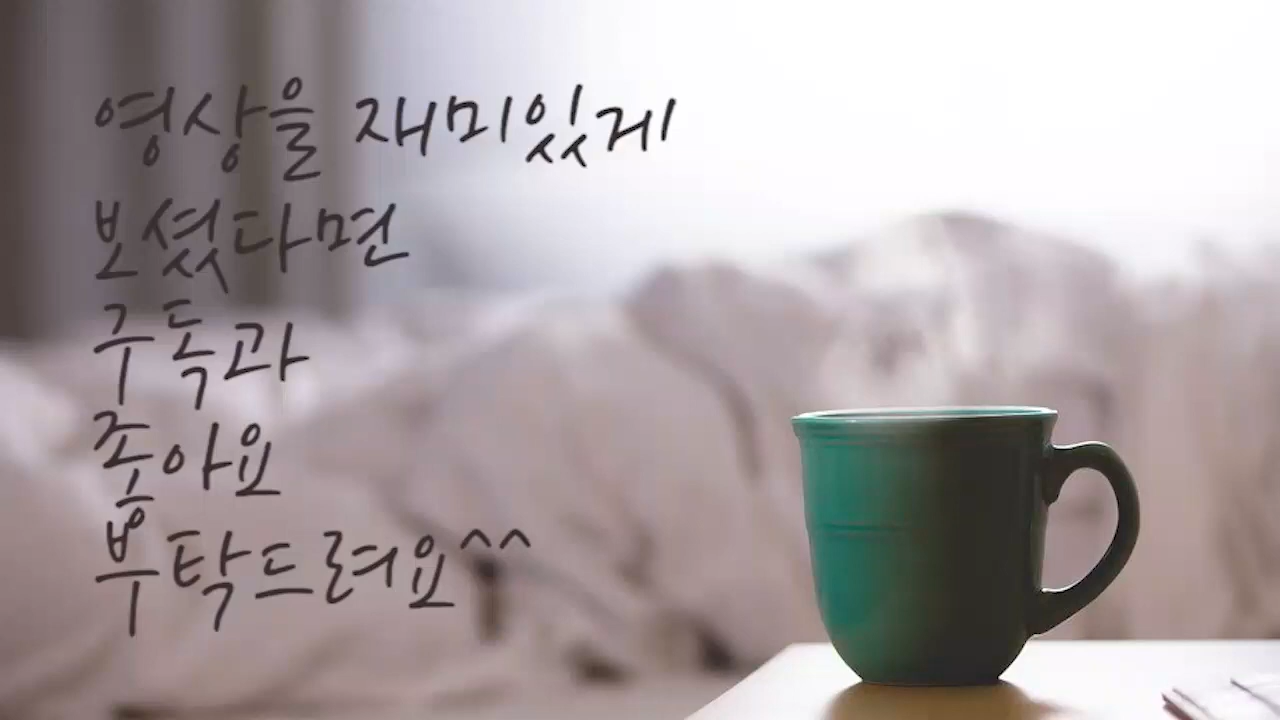 영상을 재미있게
보셨다면
구독과
좋아요
부탁드려요^^